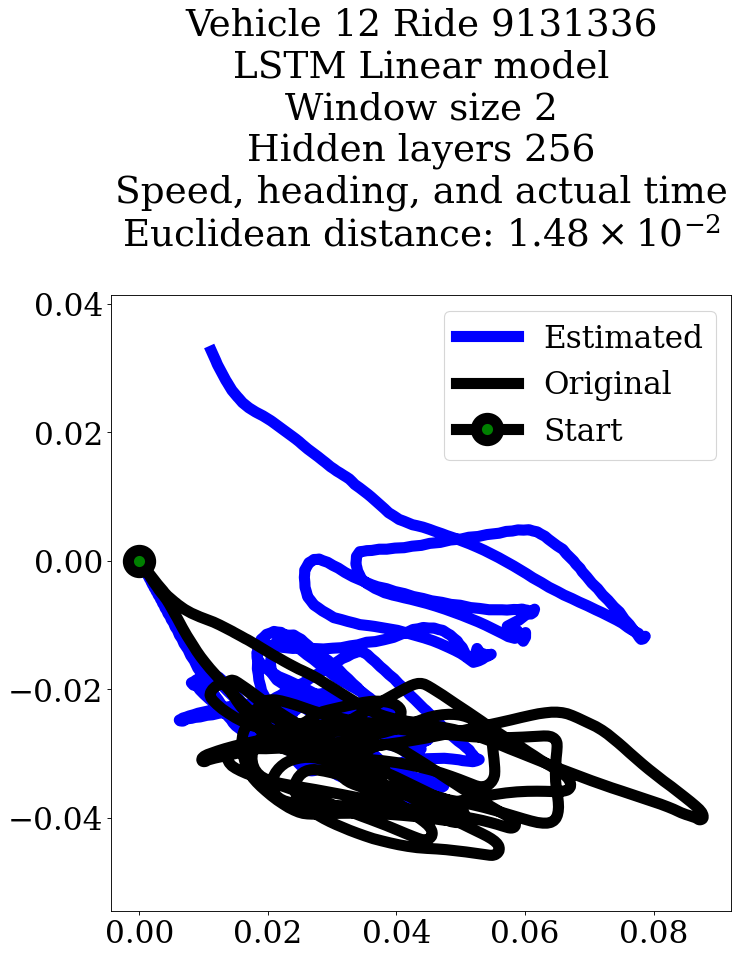 Vehicle 12 Ride 9131336
LSTM Linear model
Window size 2
Hidden layers 256
Speed, heading, and actual time
Euclidean distance: 1.48 × 10⁻²
0.04
0.02
0.00
−0.02
−0.04
Estimated
Original
Start
0.00 0.02 0.04 0.06 0.08